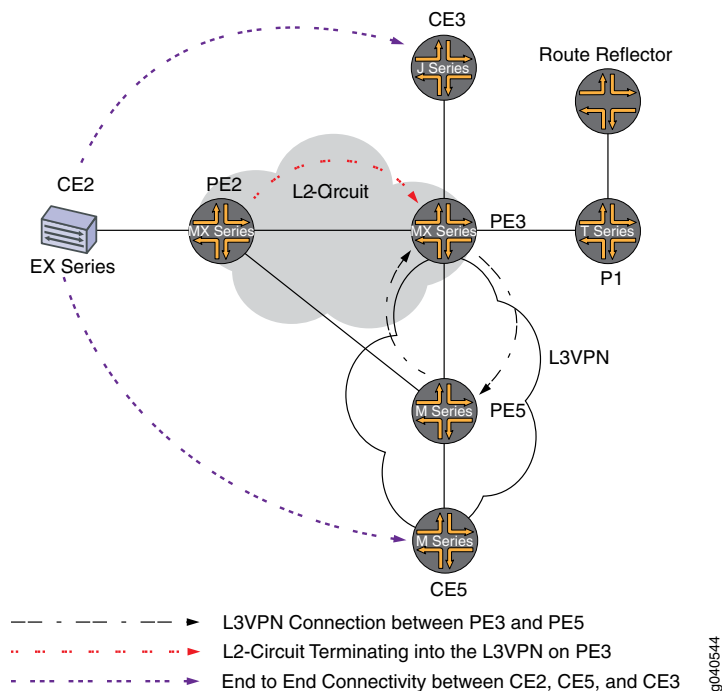 CE3
J Series
Route Reflector
CE2
PE2
L2-Circuit
EX Series
MX Series
MX Series
PE3
T Series
P1
L3VPN
M Series
PE5
M Series
CE5
L3VPN Connection between PE3 and PE5
L2-Circuit Terminating into the L3VPN on PE3
End to End Connectivity between CE2, CE5, and CE3
g040544